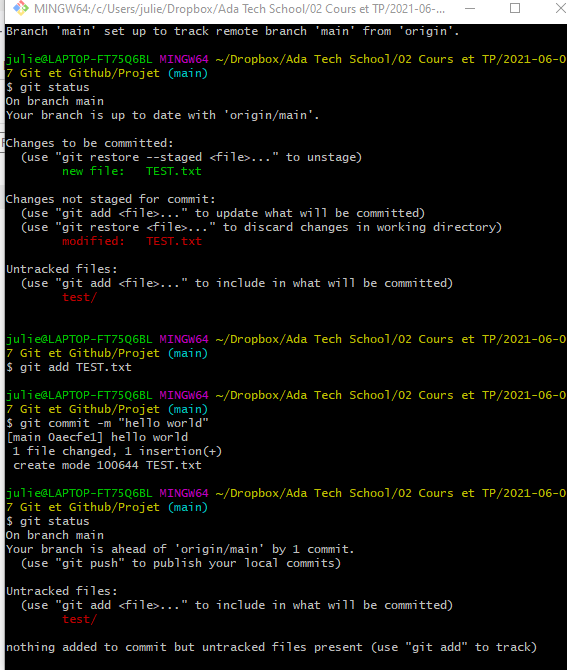 MINGW64:/c/Users/julie/Dropbox/Ada Tech School/02 Cours et TP/2021-06-...
Branch 'main' set up to track remote branch 'main' from 'origin'.
julie@LAPTOP-FT75Q6BL MINGW64 ~/Dropbox/Ada Tech School/02 Cours et TP/2021-06-0
7 Git et Github/Projet (main)
$ git status
On branch main
Your branch is up to date with 'origin/main'.
Changes to be committed:
  (use "git restore --staged <file>..." to unstage)
        new file:   TEST.txt
Changes not staged for commit:
  (use "git add <file>..." to update what will be committed)
  (use "git restore <file>..." to discard changes in working directory)
        modified:   TEST.txt
Untracked files:
  (use "git add <file>..." to include in what will be committed)
        test/
julie@LAPTOP-FT75Q6BL MINGW64 ~/Dropbox/Ada Tech School/02 Cours et TP/2021-06-0
7 Git et Github/Projet (main)
$ git add TEST.txt
julie@LAPTOP-FT75Q6BL MINGW64 ~/Dropbox/Ada Tech School/02 Cours et TP/2021-06-0
7 Git et Github/Projet (main)
$ git commit -m "hello world"
[main 0aecfe1] hello world
 1 file changed, 1 insertion(+)
 create mode 100644 TEST.txt
julie@LAPTOP-FT75Q6BL MINGW64 ~/Dropbox/Ada Tech School/02 Cours et TP/2021-06-0
7 Git et Github/Projet (main)
$ git status
On branch main
Your branch is ahead of 'origin/main' by 1 commit.
  (use "git push" to publish your local commits)
Untracked files:
  (use "git add <file>..." to include in what will be committed)
        test/
nothing added to commit but untracked files present (use "git add" to track)